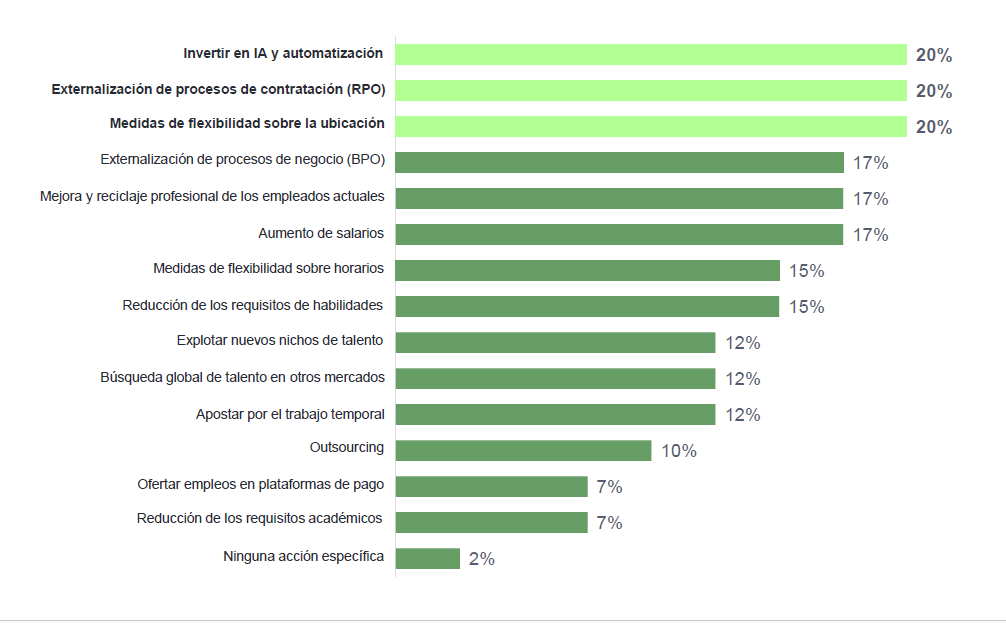 Invertir en IA y automatización 20%
Externalización de procesos de contratación (RPO) 20%
Medidas de flexibilidad sobre la ubicación 20%
Externalización de procesos de negocio (BPO) 17%
Mejora y reciclaje profesional de los empleados actuales 17%
Aumento de salarios 17%
Medidas de flexibilidad sobre horarios 15%
Reducción de los requisitos de habilidades 15%
Explotar nuevos nichos de talento 12%
Búsqueda global de talento en otros mercados 12%
Apostar por el trabajo temporal 12%
Outsourcing 10%
Ofertar empleos en plataformas de pago 7%
Reducción de los requisitos académicos 7%
Ninguna acción específica 2%